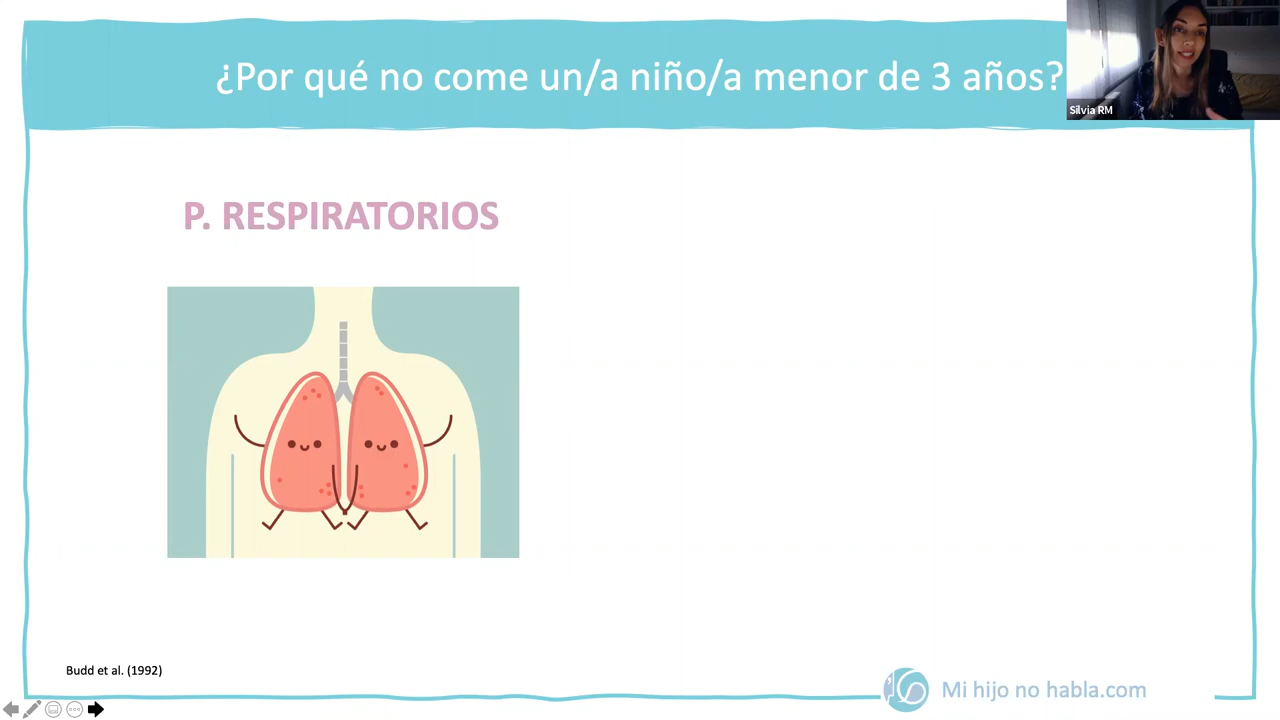 ¿Por qué no come un/a niño/a menor de 3 años?
Silvia RM
P. RESPIRATORIOS
Budd et al. (1992)
Mi hijo no habla.com